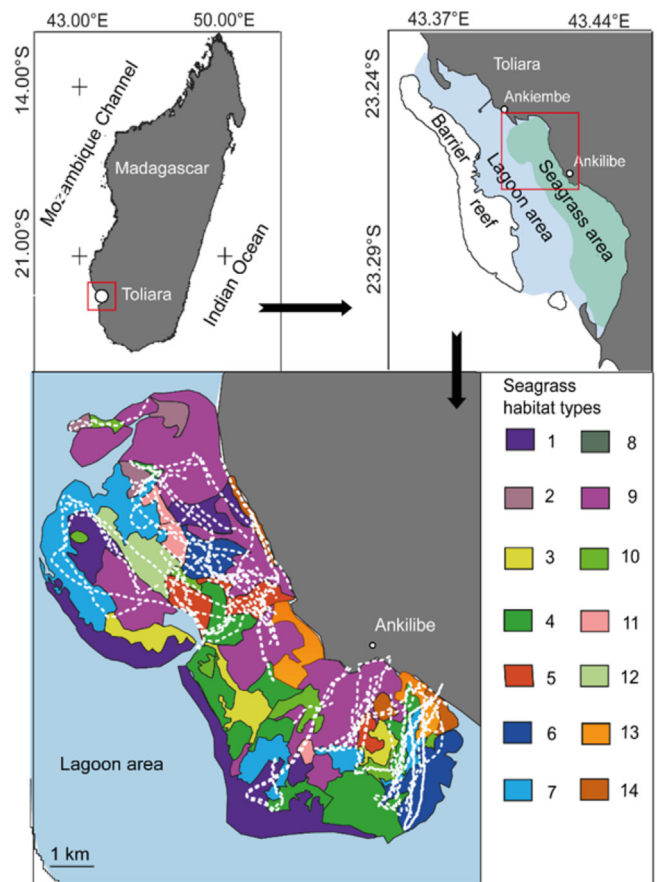 43.00°E
50.00°E
14.00°S
21.00°S
Mozambique Channel
Madagascar
Toliara
Indian Ocean
43.37°E
43.44°E
23.24°S
23.29°S
Toliara
Ankiembe
Ankilibe
Barrier
reef
Lagoon area
Seagrass area
Seagrass
habitat types
1
8
2
9
3
10
4
11
5
12
6
13
7
14
Ankilibe
Lagoon area
1 km